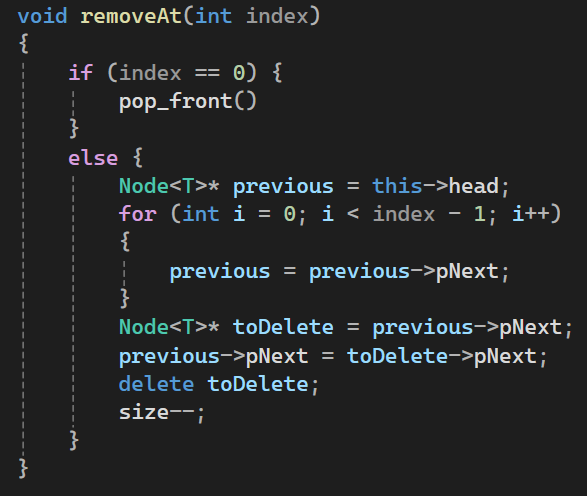 void removeAt(int index)
{
if (index == 0) {
pop_front()
}
else {
Node<T>* previous = this->head;
for (int i = 0; i < index - 1; i++)
{
previous = previous->pNext;
}
Node<T>* toDelete = previous->pNext;
previous->pNext = toDelete->pNext;
delete toDelete;
size--;
}
}